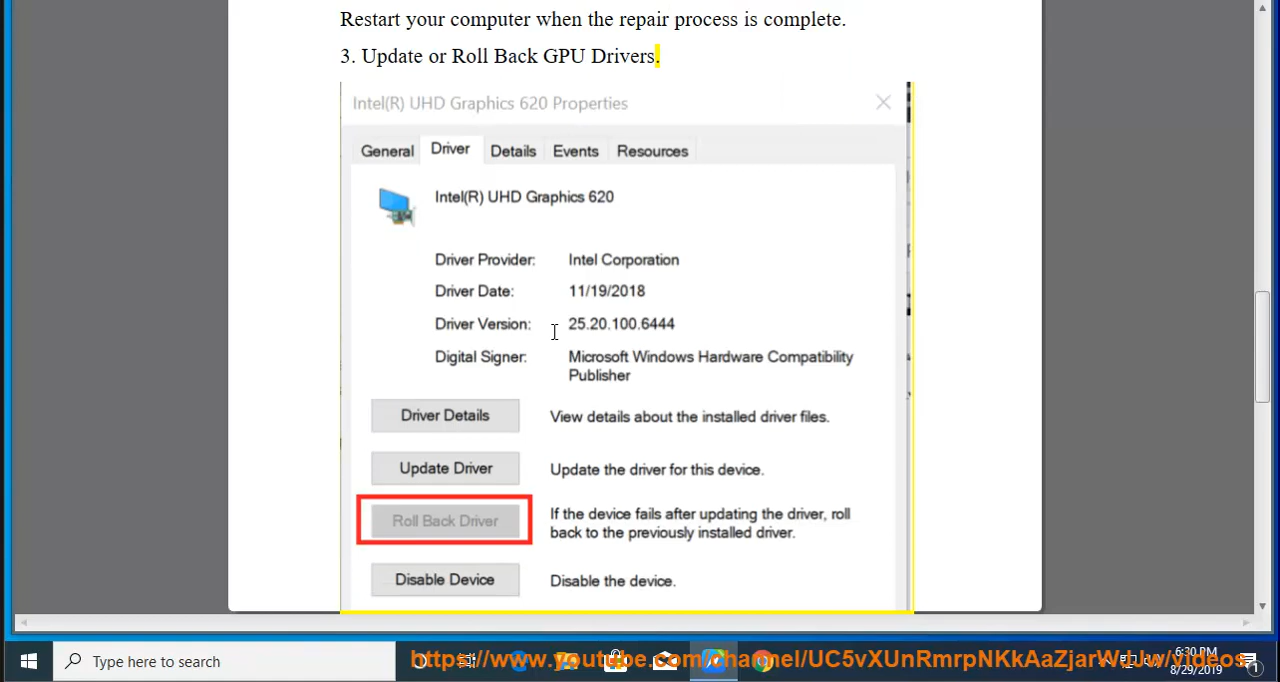 Restart your computer when the repair process is complete.
3. Update or Roll Back GPU Drivers.
Intel(R) UHD Graphics 620 Properties
General Driver Details Events Resources
Intel(R) UHD Graphics 620
Driver Provider: Intel Corporation
Driver Date: 11/19/2018
Driver Version: 25.20.100.6444
Digital Signer: Microsoft Windows Hardware Compatibility
Publisher
Driver Details View details about the installed driver files.
Update Driver Update the driver for this device.
Roll Back Driver If the device fails after updating the driver, roll
back to the previously installed driver.
Disable Device Disable the device.
6:30 PM
Type here to search
8/29/2019
1